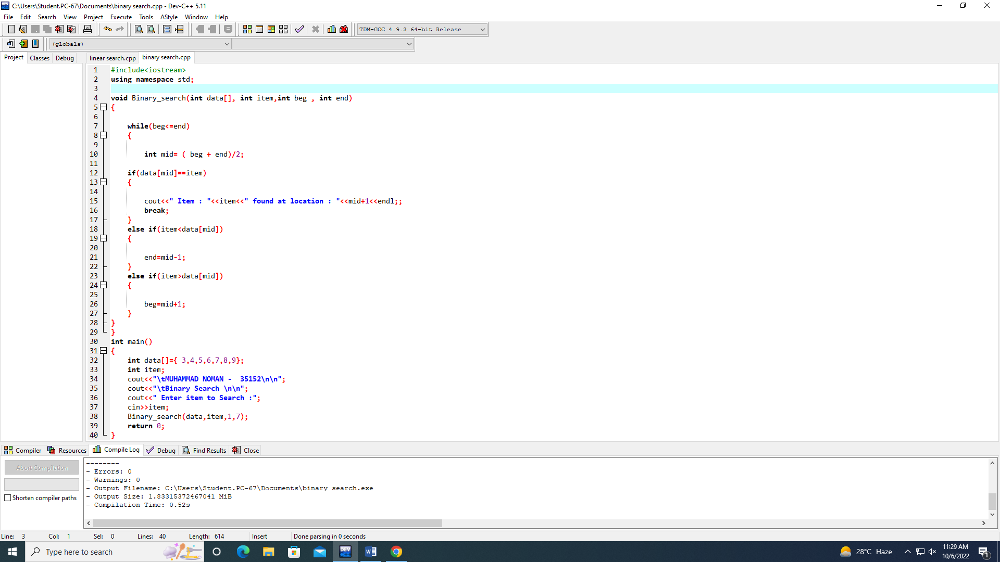 C:\Users\Student.PC-67\Documents\binary search.cpp - Dev-C++ 5.11
File Edit Search View Project Execute Tools AStyle Window Help
TDM-GCC 4.9.2 64-bit Release
(globals)
Project Classes Debug linear search.cpp binary search.cpp
1 #include<iostream>
2 using namespace std;
3
4 void Binary_search(int data[], int item,int beg , int end)
5 {
6
7 while(beg<=end)
8 {
9
10 int mid= ( beg + end)/2;
11
12 if(data[mid]==item)
13 {
14
15 cout<<" Item : "<<item<<" found at location : "<<mid+1<<endl;;
16 break;
17 }
18 else if(item<data[mid])
19 {
20
21 end=mid-1;
22 }
23 else if(item>data[mid])
24 {
25
26 beg=mid+1;
27 }
28 }
29 }
30 int main()
31 {
32 int data[]={ 3,4,5,6,7,8,9};
33 int item;
34 cout<<"\tMUHAMMAD NOMAN -  35152\n\n";
35 cout<<"\tBinary Search \n\n";
36 cout<<" Enter item to Search :";
37 cin>>item;
38 Binary_search(data,item,1,7);
39 return 0;
40 }
Compiler Resources Compile Log Debug Find Results Close
Abort Compilation
Shorten compiler paths
--------
- Errors: 0
- Warnings: 0
- Output Filename: C:\Users\Student.PC-67\Documents\binary search.exe
- Output Size: 1.83315372467041 MiB
- Compilation Time: 0.52s
Line: 3 Col: 1 Sel: 0 Lines: 40 Length: 614 Insert Done parsing in 0 seconds
Type here to search
DEV
28°C Haze
11:29 AM
10/6/2022
1